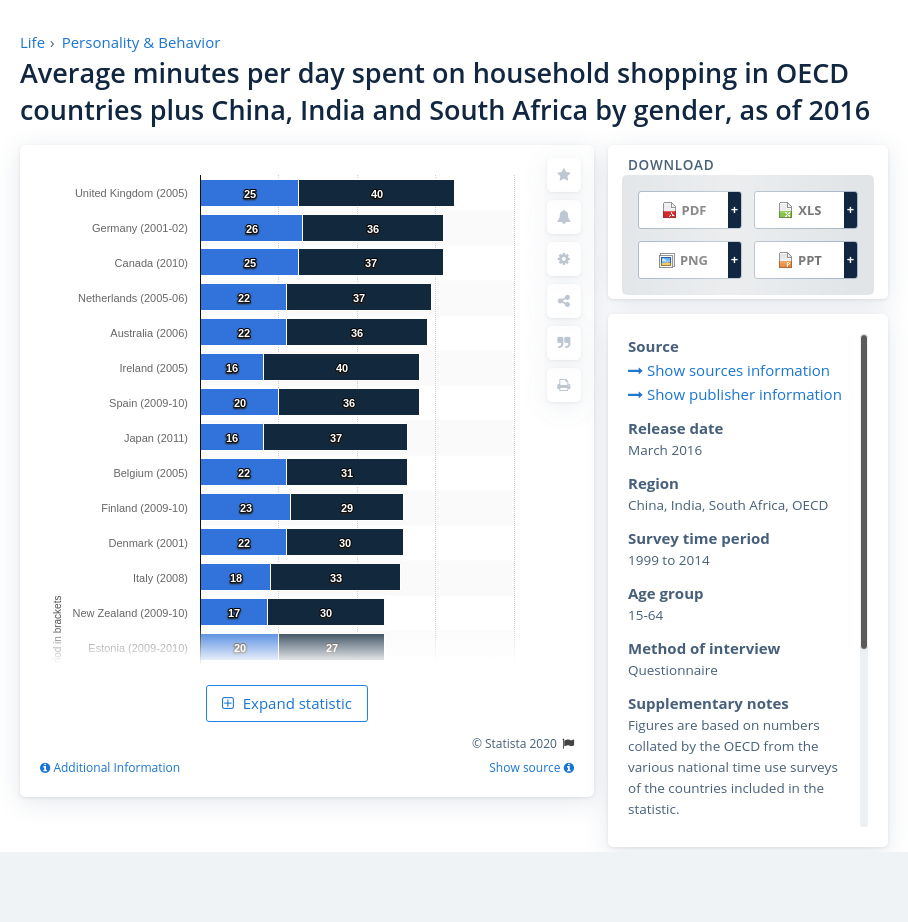 Life › Personality & Behavior
Average minutes per day spent on household shopping in OECD
countries plus China, India and South Africa by gender, as of 2016
United Kingdom (2005) 25 40
Germany (2001-02) 26 36
Canada (2010) 25 37
Netherlands (2005-06) 22 37
Australia (2006) 22 36
Ireland (2005) 16 40
Spain (2009-10) 20 36
Japan (2011) 16 37
Belgium (2005) 22 31
Finland (2009-10) 23 29
Denmark (2001) 22 30
Italy (2008) 18 33
New Zealand (2009-10) 17 30
Estonia (2009-2010) 20 27
in brackets
Expand statistic
© Statista 2020
Additional Information
Show source
DOWNLOAD
PDF + XLS +
PNG + PPT +
Source
Show sources information
Show publisher information
Release date
March 2016
Region
China, India, South Africa, OECD
Survey time period
1999 to 2014
Age group
15-64
Method of interview
Questionnaire
Supplementary notes
Figures are based on numbers
collated by the OECD from the
various national time use surveys
of the countries included in the
statistic.